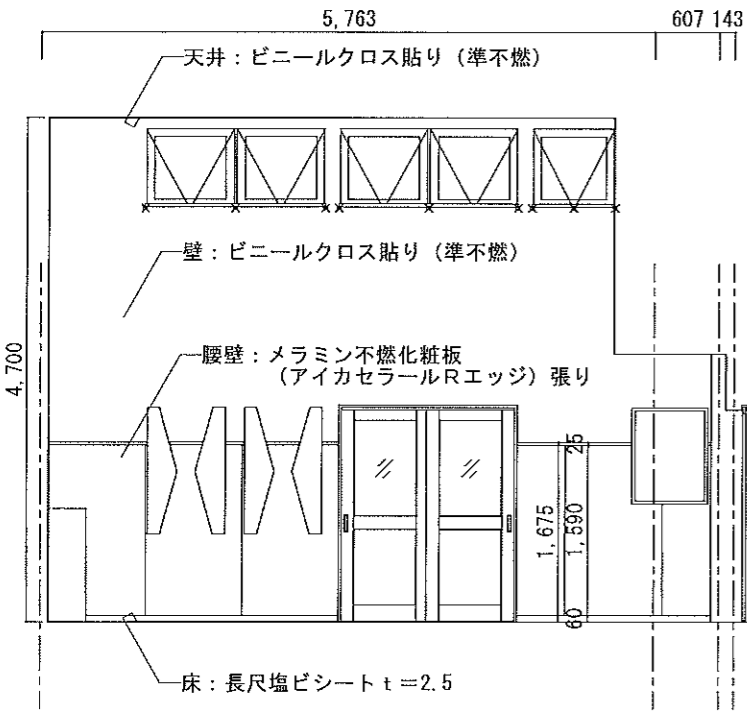 5,763
607 143
天井：ビニールクロス貼り（準不燃）
壁：ビニールクロス貼り（準不燃）
4,700
腰壁：メラミン不燃化粧板
（アイカセラールRエッジ）張り
25
1,675
1,590
60
床：長尺塩ビシートｔ＝2.5